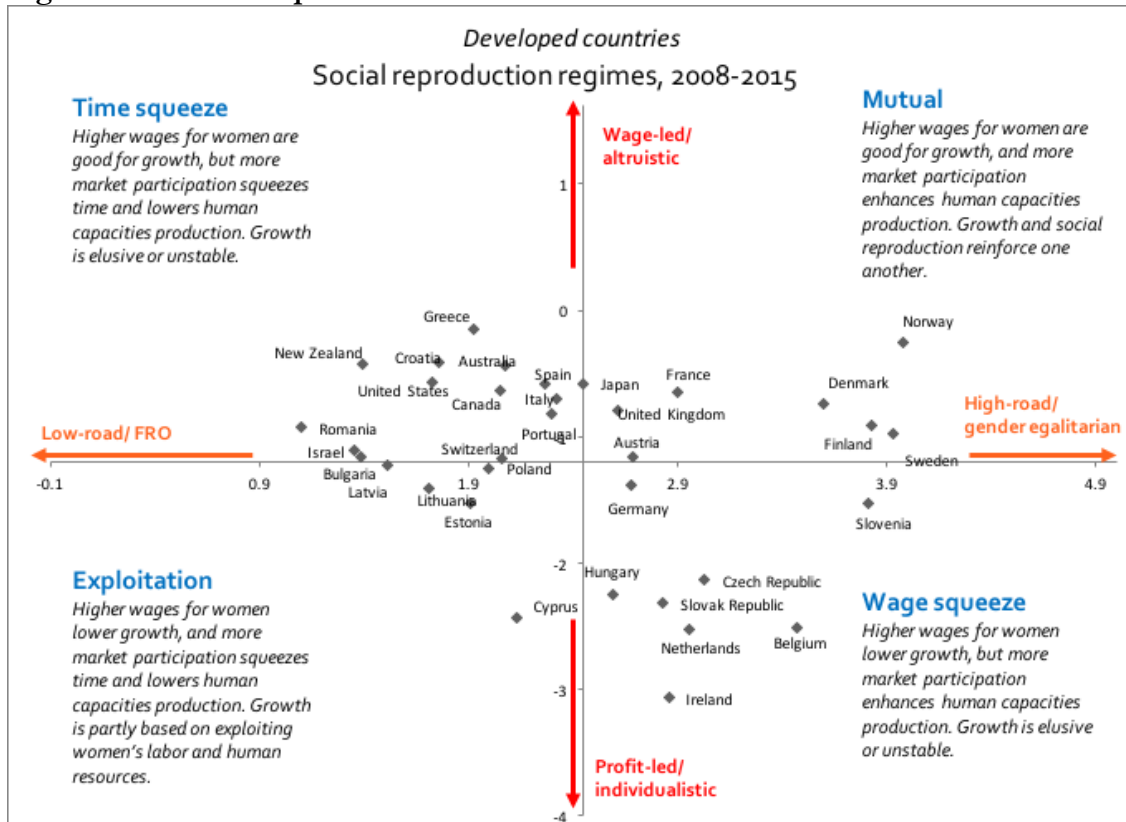 Developed countries
Social reproduction regimes, 2008-2015
Time squeeze
Higher wages for women are
good for growth, but more
market participation squeezes
time and lowers human
capacities production. Growth
is elusive or unstable.
Wage-led/
altruistic
Mutual
Higher wages for women are
good for growth, and more
market participation
enhances human capacities
production. Growth and social
reproduction reinforce one
another.
1
0
Greece
Norway
New Zealand
Croatia
Australia
Spain
Japan
France
Denmark
United States
Canada
Italy
United Kingdom
High-road/
gender egalitarian
Low-road/ FRO
Romania
Portugal
-1
Austria
Finland
Israel
Switzerland
Poland
Sweden
Bulgaria
-0.1
0.9
1.9
2.9
3.9
4.9
Latvia
Lithuania
Estonia
Germany
Slovenia
-2
Exploitation
Higher wages for women
lower growth, and more
market participation squeezes
time and lowers human
capacities production. Growth
is partly based on exploiting
women's labor and human
resources.
Hungary
Czech Republic
Cyprus
Slovak Republic
Netherlands
Belgium
-3
Ireland
Wage squeeze
Higher wages for women
lower growth, but more
market participation
enhances human capacities
production. Growth is elusive
or unstable.
Profit-led/
individualistic
-4